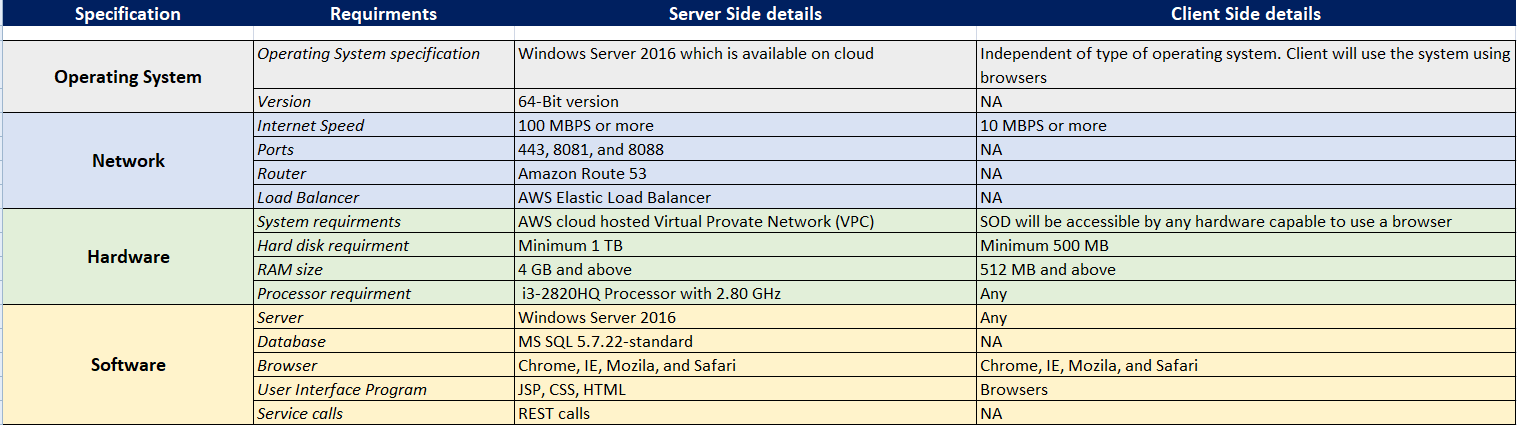 Specification Requirments Server Side details Client Side details
Operating System
Operating System specification Windows Server 2016 which is available on cloud Independent of type of operating system. Client will use the system using
browsers
Version 64-Bit version NA
Network
Internet Speed 100 MBPS or more 10 MBPS or more
Ports 443, 8081, and 8088 NA
Router Amazon Route 53 NA
Load Balancer AWS Elastic Load Balancer NA
Hardware
System requirments AWS cloud hosted Virtual Provate Network (VPC) SOD will be accessible by any hardware capable to use a browser
Hard disk requirment Minimum 1 TB Minimum 500 MB
RAM size 4 GB and above 512 MB and above
Processor requirment i3-2820HQ Processor with 2.80 GHz Any
Software
Server Windows Server 2016 Any
Database MS SQL 5.7.22-standard NA
Browser Chrome, IE, Mozila, and Safari Chrome, IE, Mozila, and Safari
User Interface Program JSP, CSS, HTML Browsers
Service calls REST calls NA